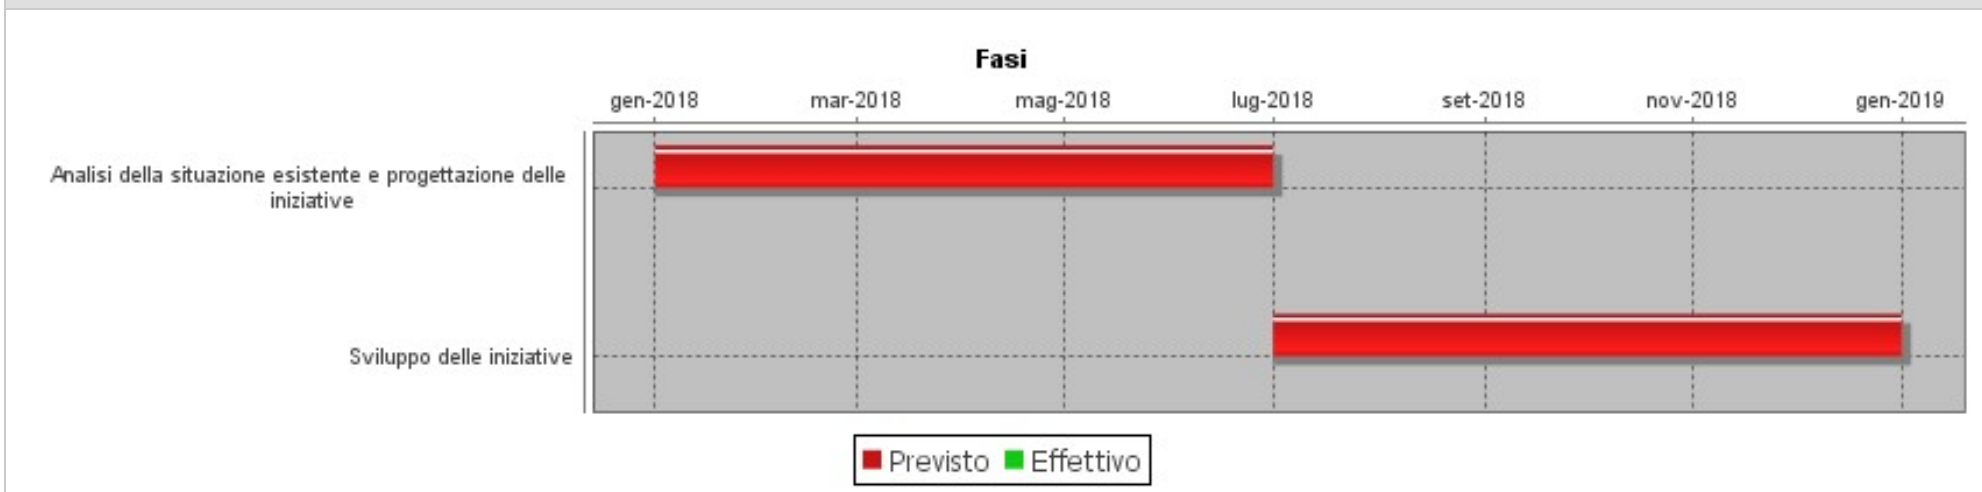 Fasi
gen-2018 mar-2018 mag-2018 lug-2018 set-2018 nov-2018 gen-2019
Analisi della situazione esistente e progettazione delle
iniziative
Sviluppo delle iniziative
Previsto Effettivo